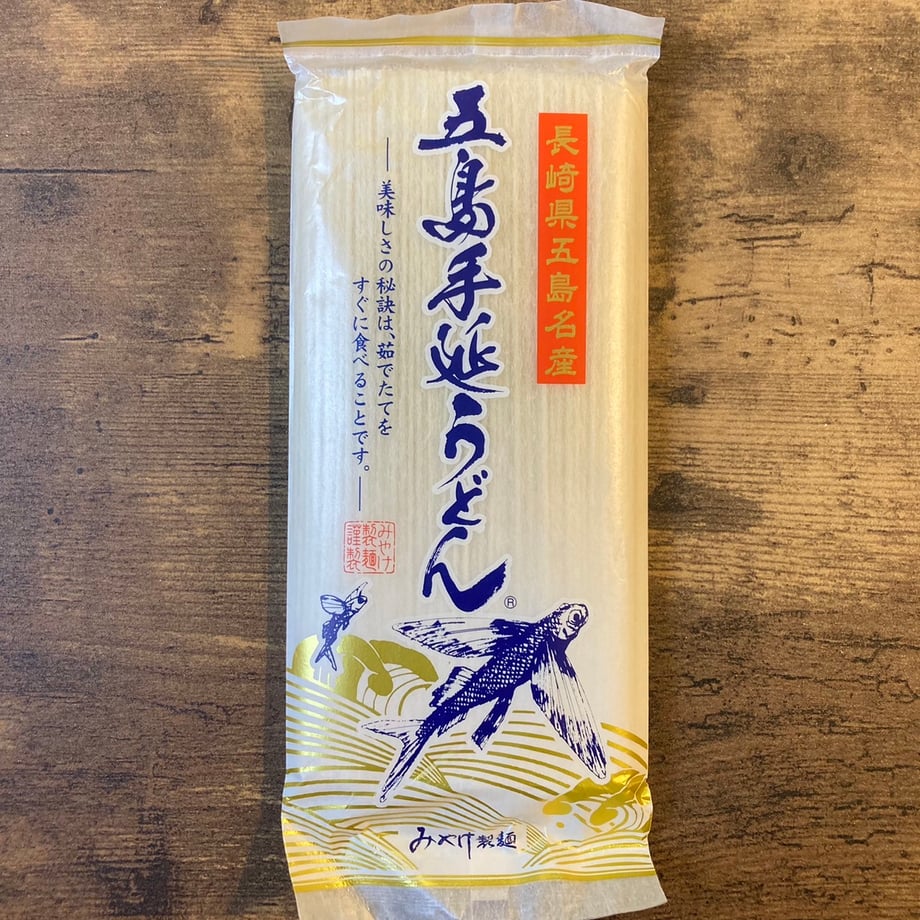 長崎県五島名産
五島手延うどん
®
美味しさの秘訣は、茹でたてを
すぐに食べることです。
みやけ
製麺
謹製
みやけ製麺